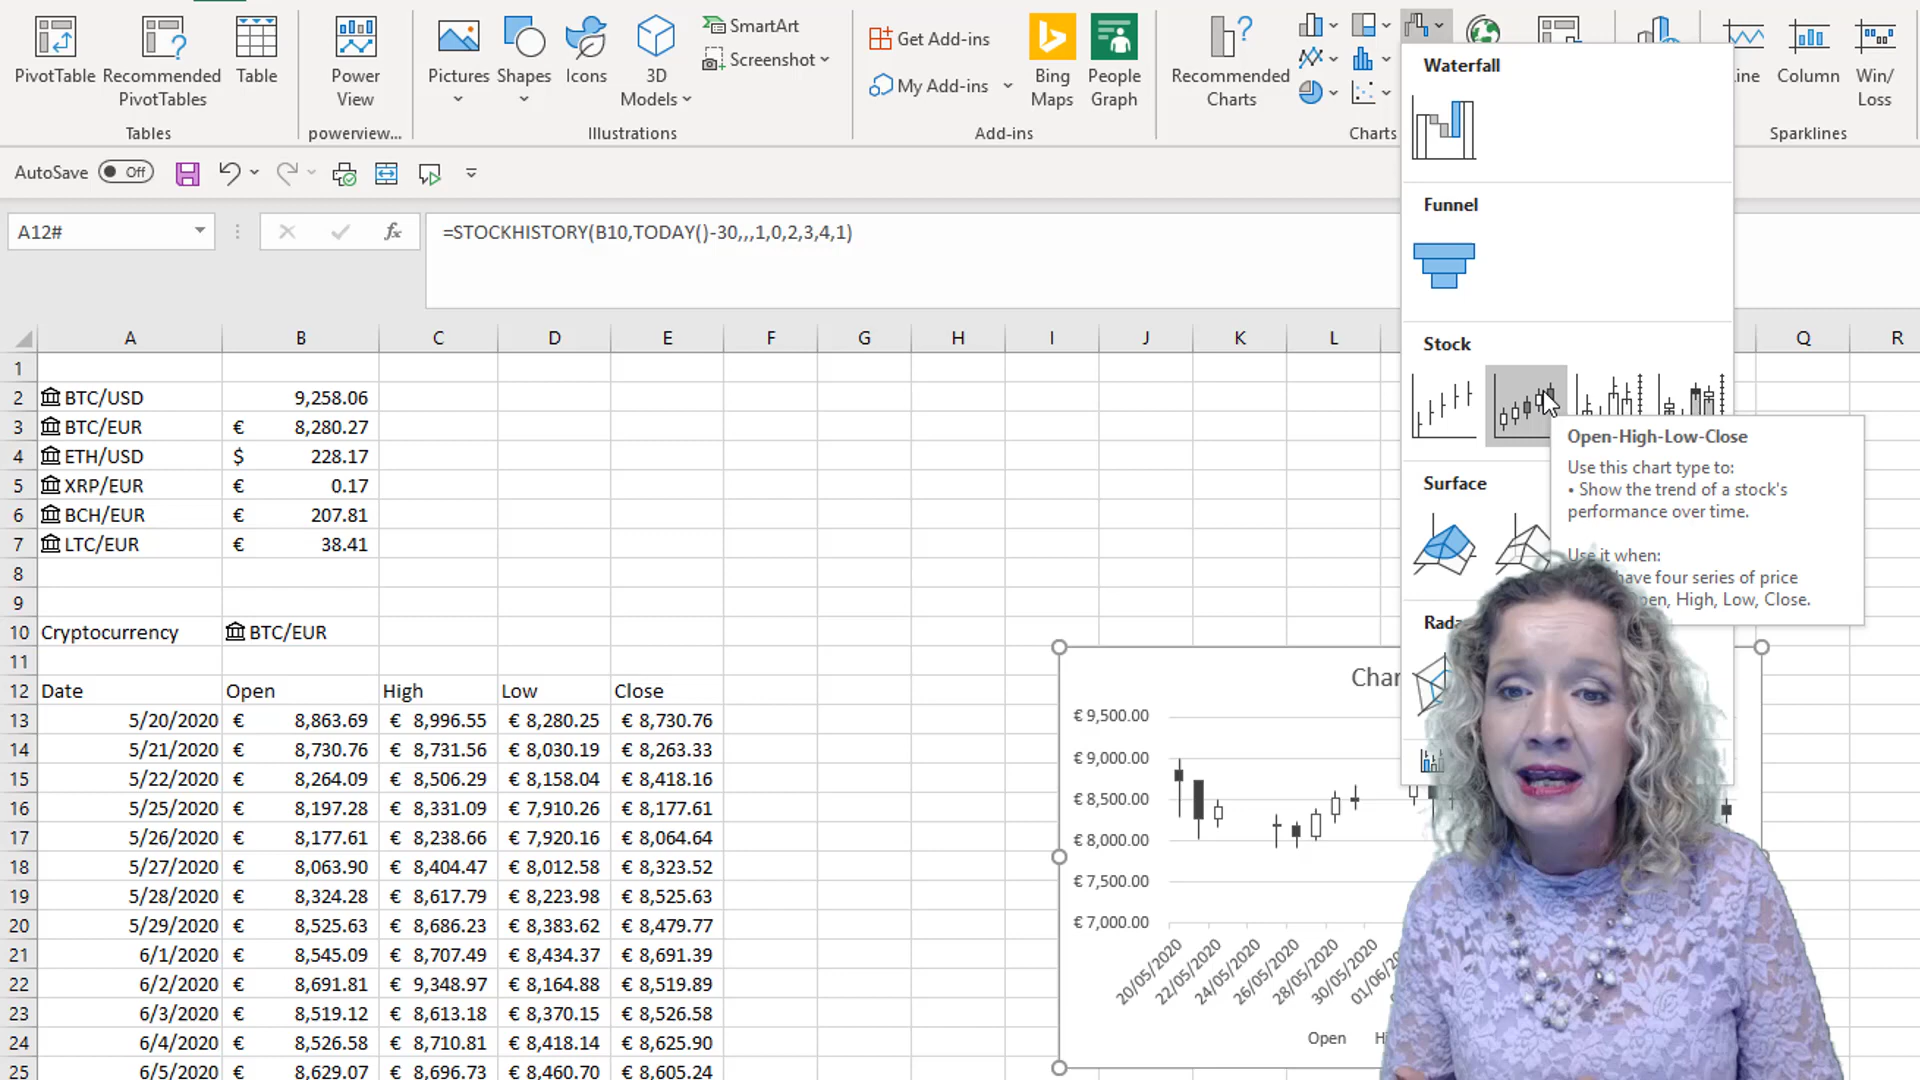 PivotTable
Recommended
PivotTables
Table
Tables
Power
View
powerview...
Pictures
Shapes
Icons
3D
Models
SmartArt
Screenshot
Illustrations
Get Add-ins
My Add-ins
Bing
Maps
People
Graph
Add-ins
Recommended
Charts
Charts
Column
Win/
Loss
Sparklines
AutoSave
Off
A12#
fx
=STOCKHISTORY(B10,TODAY()-30,,,1,0,2,3,4,1)
Waterfall
Funnel
Stock
Surface
Open-High-Low-Close
Use this chart type to:
• Show the trend of a stock's
performance over time.
Use it when:
have four series of price
High, Low, Close.
A B C D E F G H I J K L Q R
1
2 BTC/USD 9,258.06
3 BTC/EUR € 8,280.27
4 ETH/USD $ 228.17
5 XRP/EUR € 0.17
6 BCH/EUR € 207.81
7 LTC/EUR € 38.41
8
9
10 Cryptocurrency BTC/EUR
11
12 Date Open High Low Close
13 5/20/2020 € 8,863.69 € 8,996.55 € 8,280.25 € 8,730.76
14 5/21/2020 € 8,730.76 € 8,731.56 € 8,030.19 € 8,263.33
15 5/22/2020 € 8,264.09 € 8,506.29 € 8,158.04 € 8,418.16
16 5/25/2020 € 8,197.28 € 8,331.09 € 7,910.26 € 8,177.61
17 5/26/2020 € 8,177.61 € 8,238.66 € 7,920.16 € 8,064.64
18 5/27/2020 € 8,063.90 € 8,404.47 € 8,012.58 € 8,323.52
19 5/28/2020 € 8,324.28 € 8,617.79 € 8,223.98 € 8,525.63
20 5/29/2020 € 8,525.63 € 8,686.23 € 8,383.62 € 8,479.77
21 6/1/2020 € 8,545.09 € 8,707.49 € 8,434.37 € 8,691.39
22 6/2/2020 € 8,691.81 € 9,348.97 € 8,164.88 € 8,519.89
23 6/3/2020 € 8,519.12 € 8,613.18 € 8,370.15 € 8,526.58
24 6/4/2020 € 8,526.58 € 8,710.81 € 8,418.14 € 8,625.90
25 6/5/2020 € 8,629.07 € 8,696.73 € 8,460.70 € 8,605.24
€ 9,500.00
€ 9,000.00
€ 8,500.00
€ 8,000.00
€ 7,500.00
€ 7,000.00
20/05/2020
22/05/2020
24/05/2020
26/05/2020
28/05/2020
30/05/2020
Open